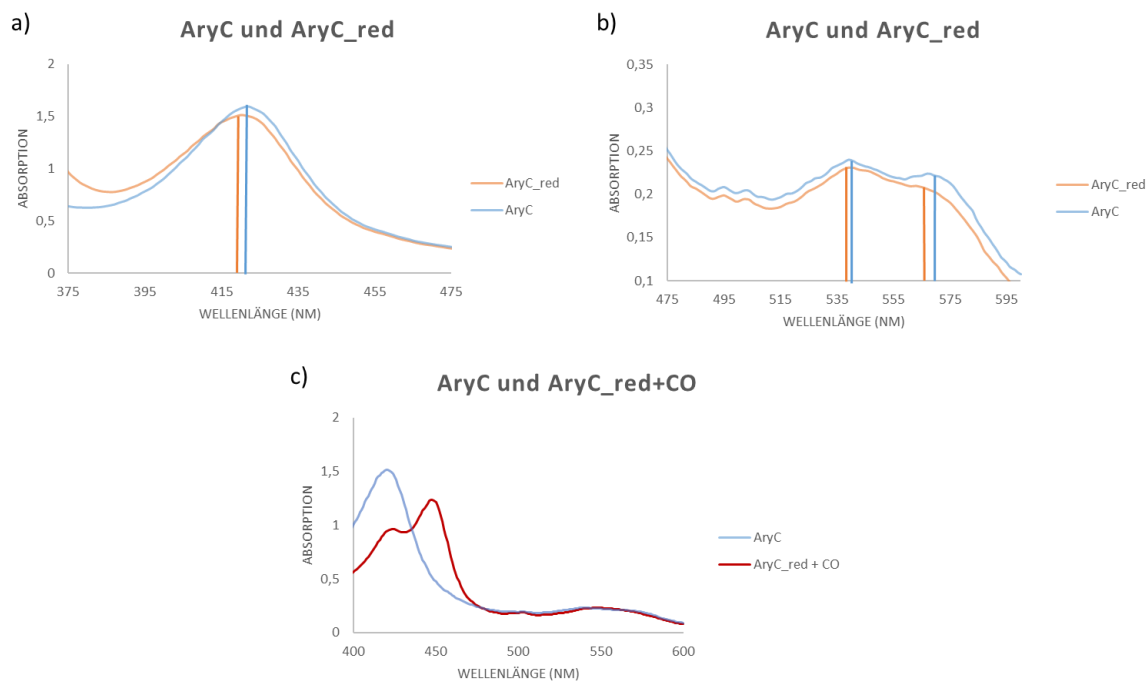 a)
AryC und AryC_red
2
1,5
1
0,5
0
ABSORPTION
375 395 415 435 455 475
WELLENLÄNGE (NM)
AryC_red
AryC
b)
AryC und AryC_red
0,35
0,3
0,25
0,2
0,15
0,1
ABSORPTION
475 495 515 535 555 575 595
WELLENLÄNGE (NM)
AryC_red
AryC
c)
AryC und AryC_red+CO
2
1,5
1
0,5
0
ABSORPTION
400 450 500 550 600
WELLENLÄNGE (NM)
AryC
AryC_red + CO